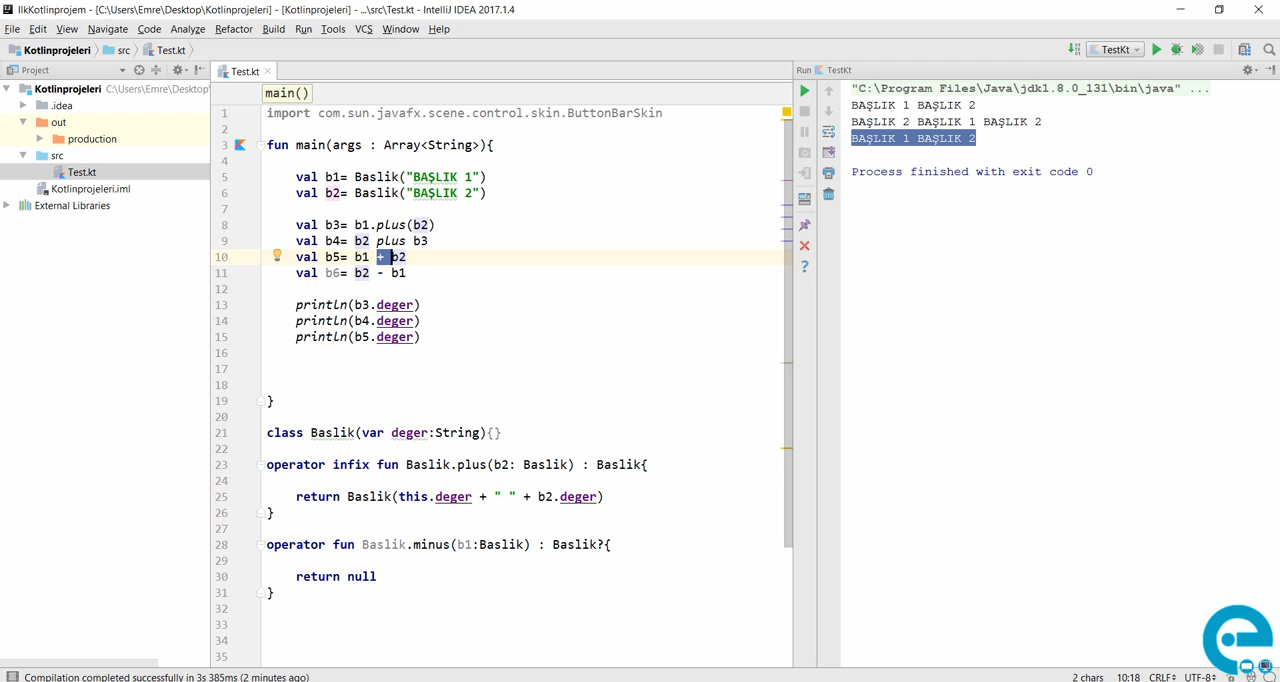 IlkKotlinprojem - [C:\Users\Emre\Desktop\Kotlinprojeleri] - [Kotlinprojeleri] - ...\src\Test.kt - IntelliJ IDEA 2017.1.4
File Edit View Navigate Code Analyze Refactor Build Run Tools VCS Window Help
Kotlinprojeleri src Test.kt TestKt
Project Test.kt Run TestKt
main()
Kotlinprojeleri C:\Users\Emre\Desktop\
.idea
out
production
src
Test.kt
Kotlinprojeleri.iml
External Libraries
1 import com.sun.javafx.scene.control.skin.ButtonBarSkin
2
3 fun main(args : Array<String>){
4
5 val b1= Baslik("BAŞLIK 1")
6 val b2= Baslik("BAŞLIK 2")
7
8 val b3= b1.plus(b2)
9 val b4= b2 plus b3
10 val b5= b1 + b2
11 val b6= b2 - b1
12
13 println(b3.deger)
14 println(b4.deger)
15 println(b5.deger)
16
17
18
19 }
20
21 class Baslik(var deger:String){}
22
23 operator infix fun Baslik.plus(b2: Baslik) : Baslik{
24
25 return Baslik(this.deger + " " + b2.deger)
26 }
27
28 operator fun Baslik.minus(b1:Baslik) : Baslik?{
29
30 return null
31 }
32
33
34
35
"C:\Program Files\Java\jdk1.8.0_131\bin\java" ...
BAŞLIK 1 BAŞLIK 2
BAŞLIK 2 BAŞLIK 1 BAŞLIK 2
BAŞLIK 1 BAŞLIK 2
Process finished with exit code 0
Compilation completed successfully in 3s 385ms (2 minutes ago) 2 chars 10:18 CRLF UTF-8